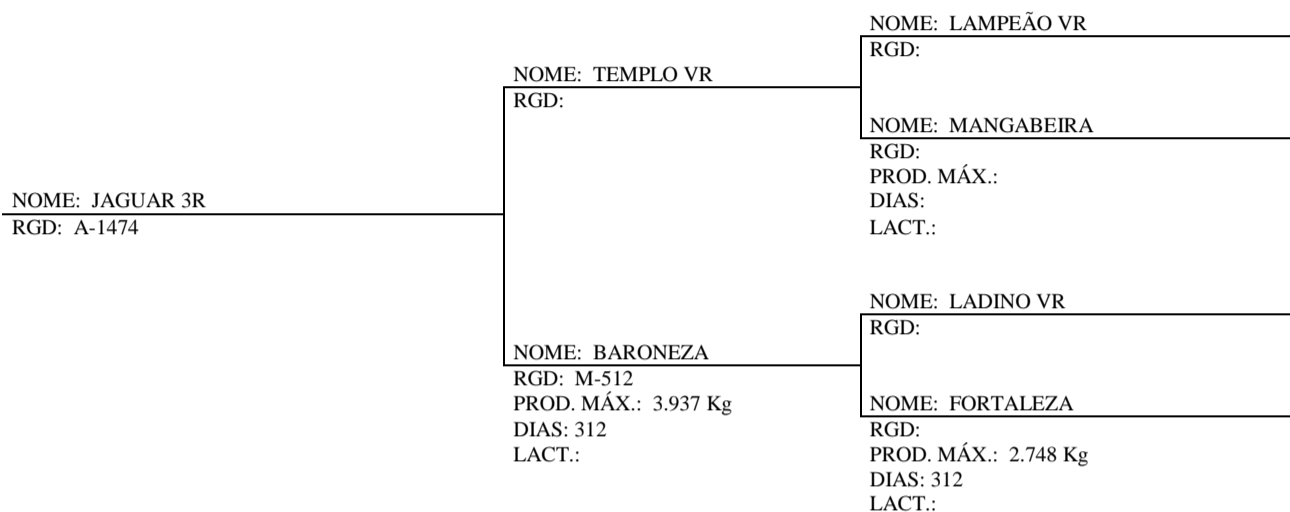 NOME: LAMPEÃO VR
RGD:
NOME: TEMPLO VR
RGD:
NOME: MANGABEIRA
RGD:
PROD. MÁX.:
DIAS:
LACT.:
NOME: JAGUAR 3R
RGD: A-1474
NOME: LADINO VR
RGD:
NOME: BARONEZA
RGD: M-512
PROD. MÁX.: 3.937 Kg
DIAS: 312
LACT.:
NOME: FORTALEZA
RGD:
PROD. MÁX.: 2.748 Kg
DIAS: 312
LACT.: